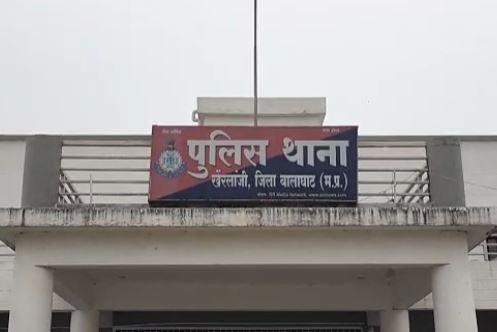 पुलिस थाना
खैरलांजी, जिला बालाघाट (म.प्र.)